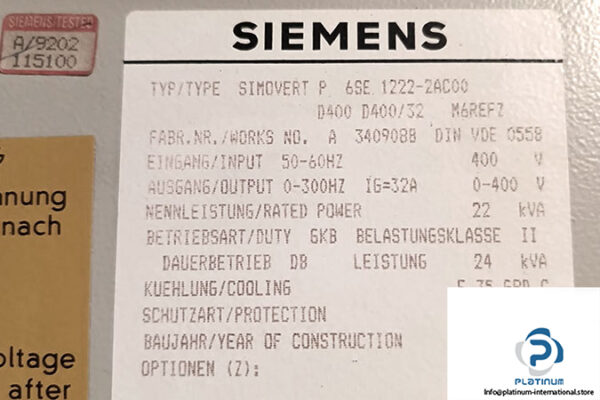 SIEMENS-TESTED
A/9202
115100
SIEMENS
TYP/TYPE SIMOVERT P 6SE 1222-2AC00
D400 D400/32 M6REFZ
FABR.NR./WORKS NO. A 3409088 DIN VDE 0558
EINGANG/INPUT 50-60HZ 400 V
AUSGANG/OUTPUT 0-300HZ IG=32A 0-400 V
NENNLEISTUNG/RATED POWER 22 kVA
BETRIEBSART/DUTY GKB BELASTUNGSKLASSE II
DAUERBETRIEB DB LEISTUNG 24 kVA
KUEHLUNG/COOLING F 35 GRD C
SCHUTZART/PROTECTION
BAUJAHR/YEAR OF CONSTRUCTION
OPTIONEN (Z):
nach
after
PLATINUM
Info@platinum-international.store